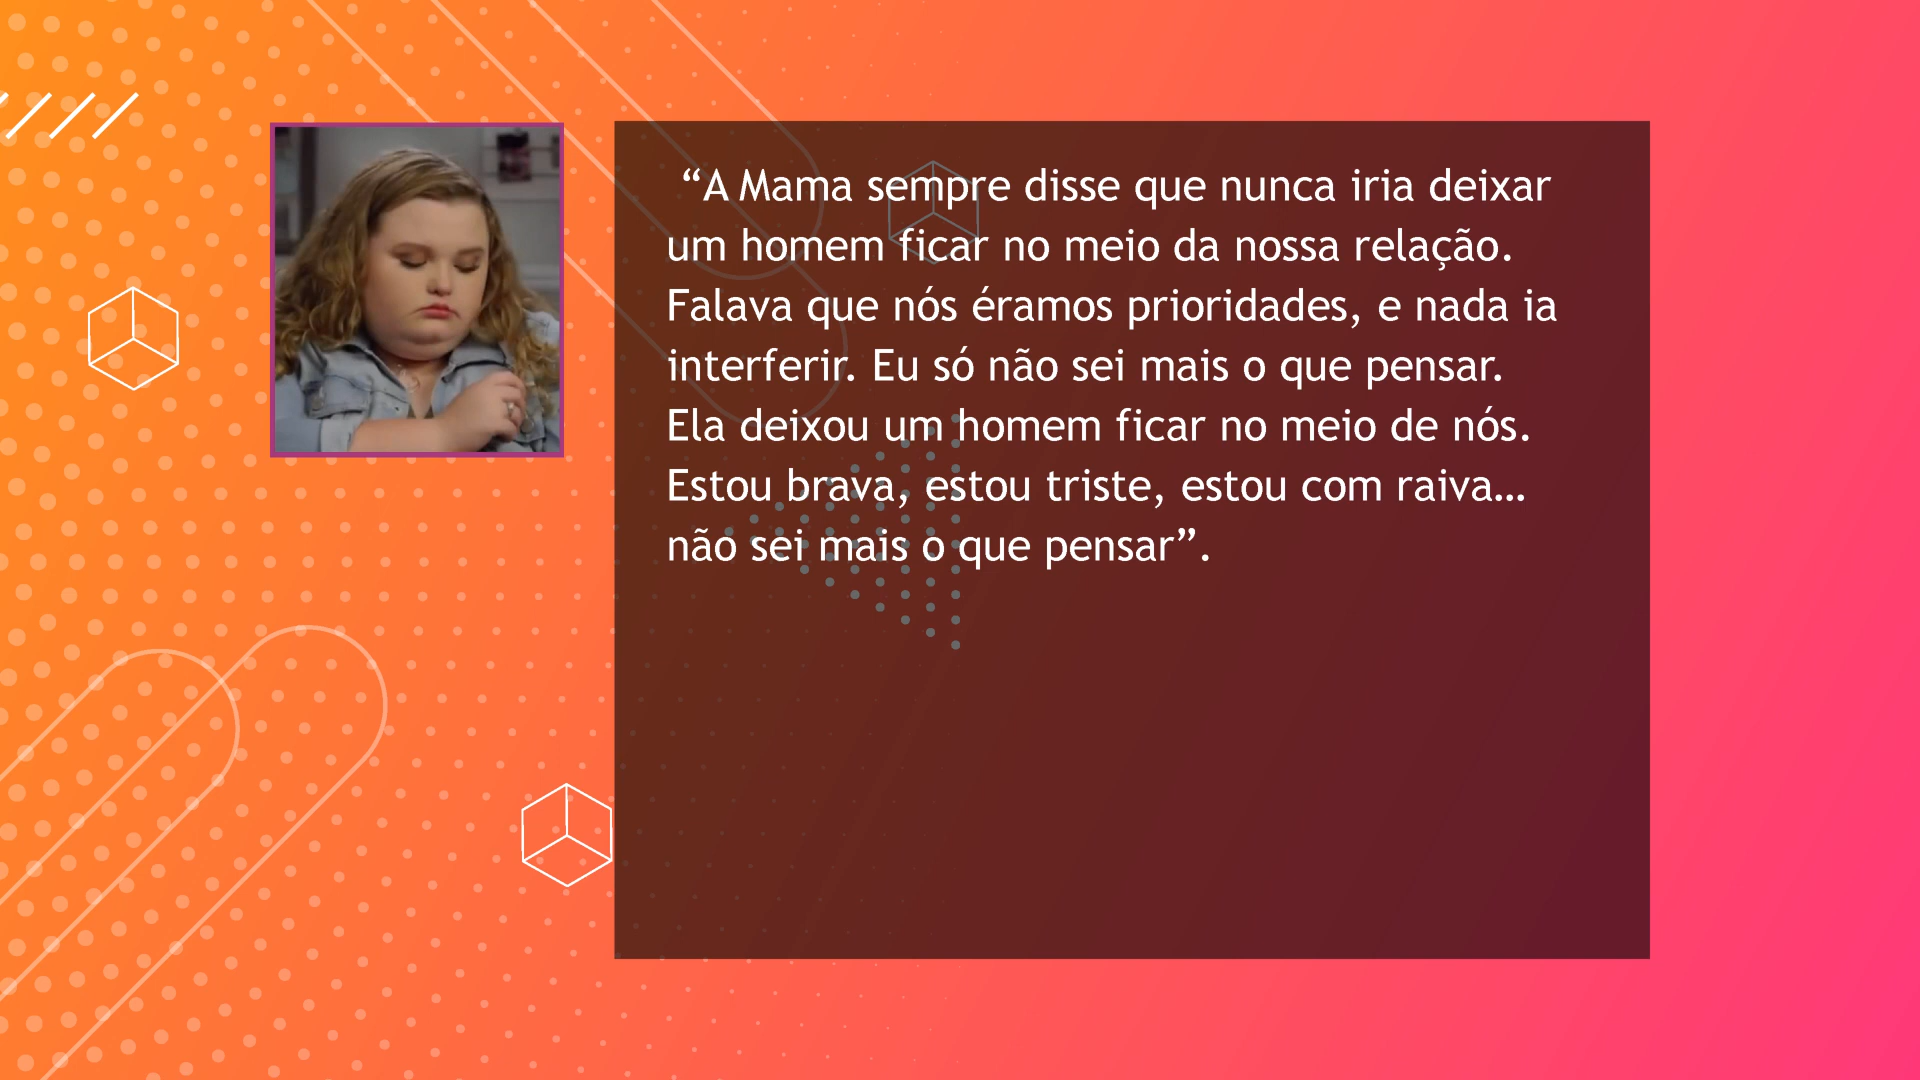 “A Mama sempre disse que nunca iria deixar
um homem ficar no meio da nossa relação.
Falava que nós éramos prioridades, e nada ia
interferir. Eu só não sei mais o que pensar.
Ela deixou um homem ficar no meio de nós.
Estou brava, estou triste, estou com raiva…
não sei mais o que pensar”.